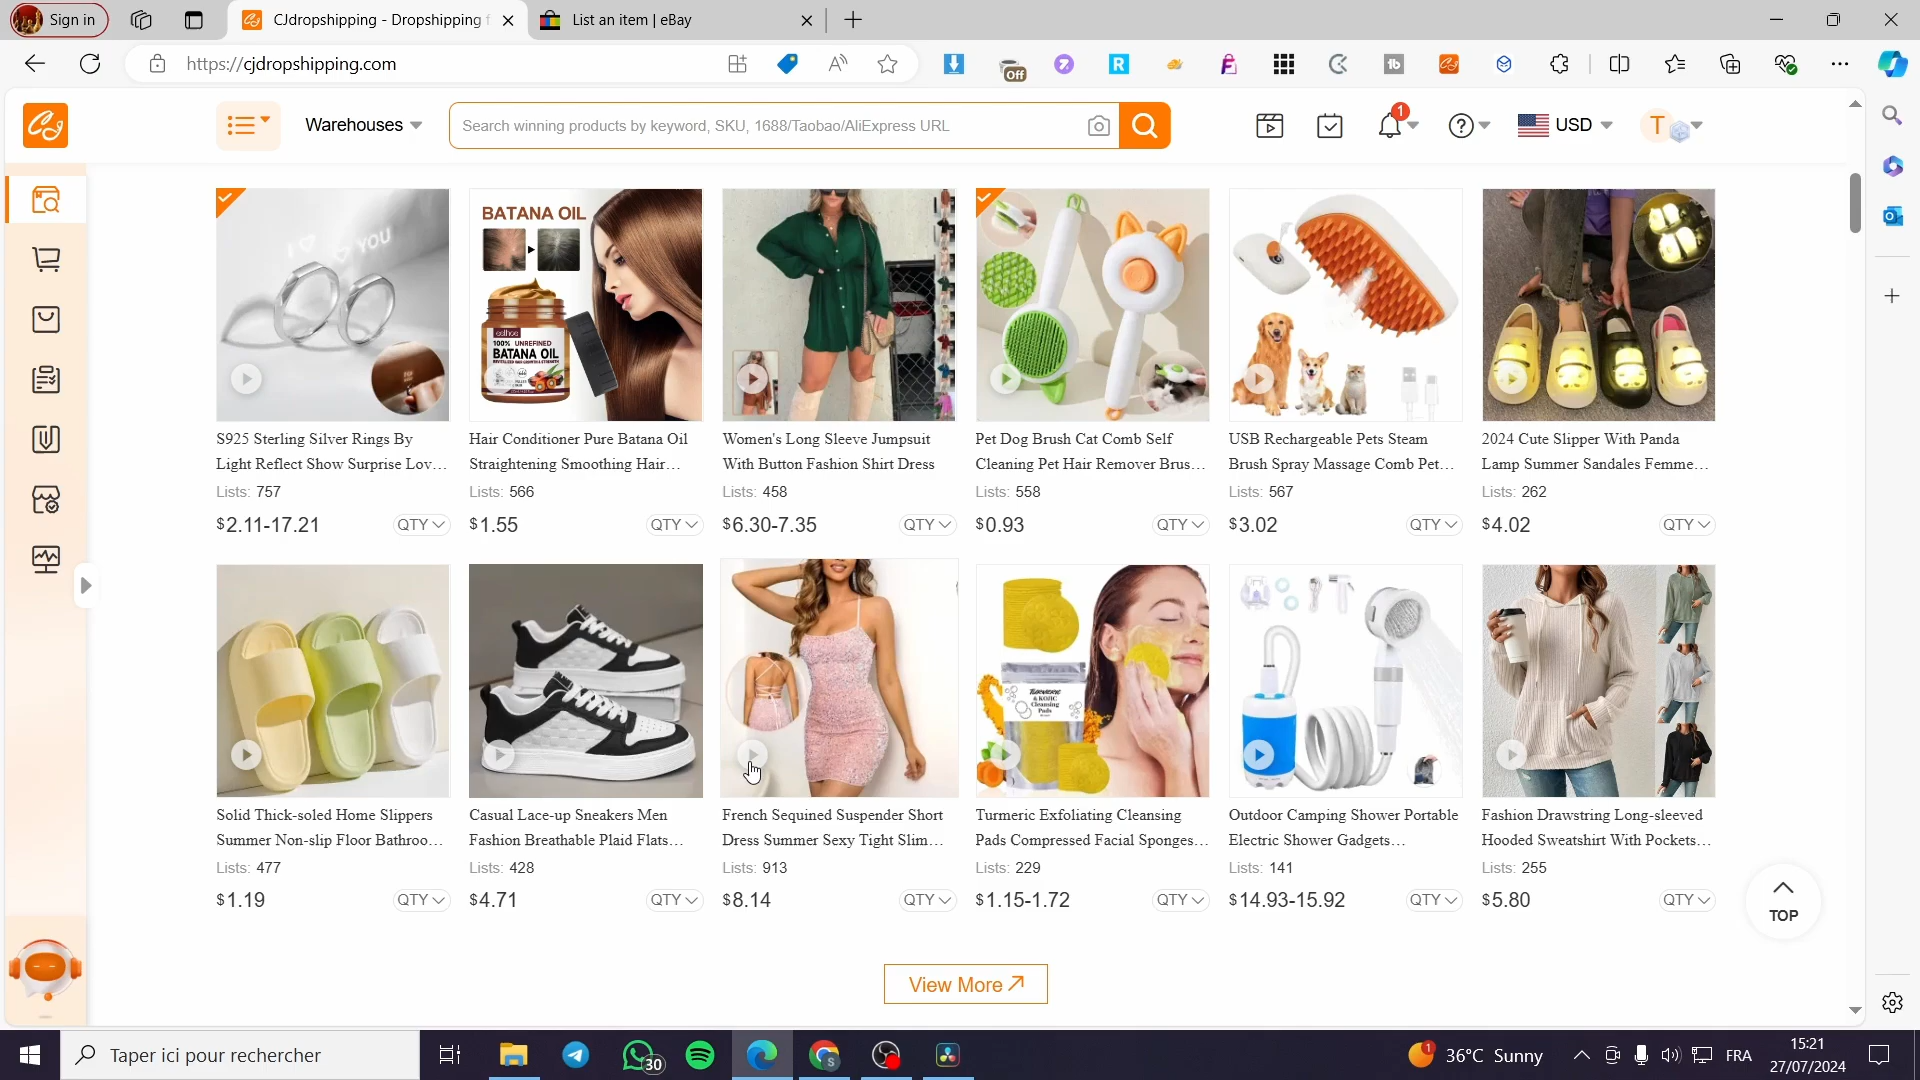 Sign in
CJdropshipping - Dropshipping f
List an item | eBay
https://cjdropshipping.com
Off
Warehouses
Search winning products by keyword, SKU, 1688/Taobao/AliExpress URL
1
USD
T
I ♡ YOU
BATANA OIL
100% UNREFINED
BATANA OIL
S925 Sterling Silver Rings By
Light Reflect Show Surprise Lov...
Lists: 757
$2.11-17.21
QTY
Hair Conditioner Pure Batana Oil
Straightening Smoothing Hair...
Lists: 566
$1.55
QTY
Women's Long Sleeve Jumpsuit
With Button Fashion Shirt Dress
Lists: 458
$6.30-7.35
QTY
Pet Dog Brush Cat Comb Self
Cleaning Pet Hair Remover Brus...
Lists: 558
$0.93
QTY
USB Rechargeable Pets Steam
Brush Spray Massage Comb Pet...
Lists: 567
$3.02
QTY
2024 Cute Slipper With Panda
Lamp Summer Sandales Femme...
Lists: 262
$4.02
QTY
Turmeric
& KOJIC
Cleansing
Pads
Solid Thick-soled Home Slippers
Summer Non-slip Floor Bathroo...
Lists: 477
$1.19
QTY
Casual Lace-up Sneakers Men
Fashion Breathable Plaid Flats...
Lists: 428
$4.71
QTY
French Sequined Suspender Short
Dress Summer Sexy Tight Slim...
Lists: 913
$8.14
QTY
Turmeric Exfoliating Cleansing
Pads Compressed Facial Sponges...
Lists: 229
$1.15-1.72
QTY
Outdoor Camping Shower Portable
Electric Shower Gadgets...
Lists: 141
$14.93-15.92
QTY
Fashion Drawstring Long-sleeved
Hooded Sweatshirt With Pockets...
Lists: 255
$5.80
QTY
TOP
View More
Taper ici pour rechercher
30
1
36°C Sunny
FRA
15:21
27/07/2024